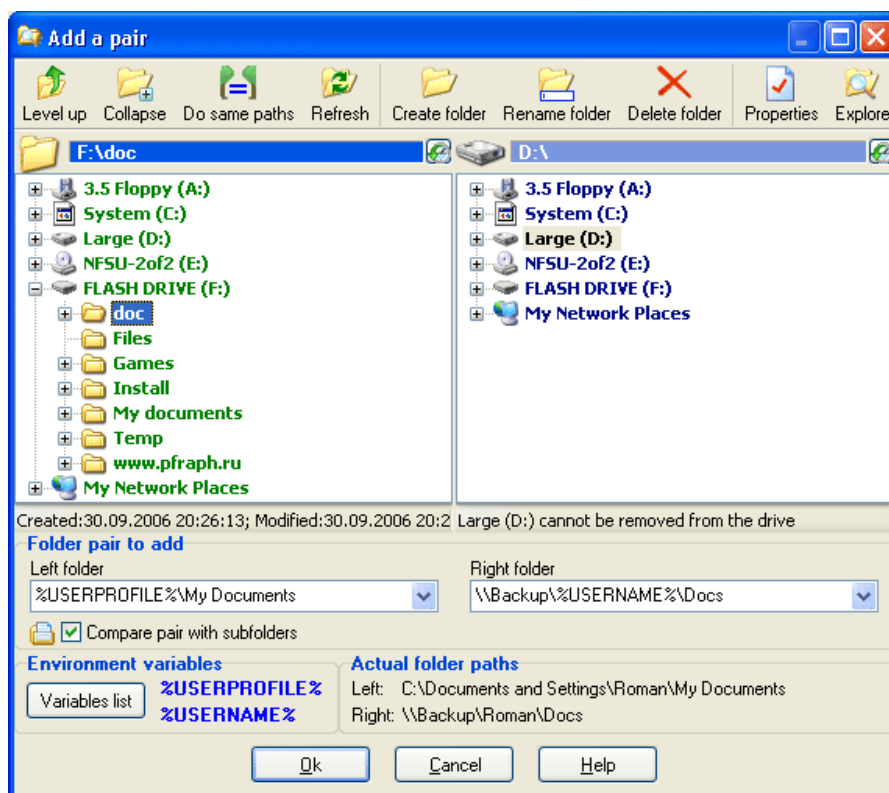 Add a pair
Level up Collapse Do same paths Refresh Create folder Rename folder Delete folder Properties Explore
F:\doc
D:\
3.5 Floppy (A:)
System (C:)
Large (D:)
NFSU-2of2 (E:)
FLASH DRIVE (F:)
doc
Files
Games
Install
My documents
Temp
www.pfraph.ru
My Network Places
3.5 Floppy (A:)
System (C:)
Large (D:)
NFSU-2of2 (E:)
FLASH DRIVE (F:)
My Network Places
Created:30.09.2006 20:26:13; Modified:30.09.2006 20:2
Large (D:) cannot be removed from the drive
Folder pair to add
Left folder
%USERPROFILE%\My Documents
Right folder
\\Backup\%USERNAME%\Docs
Compare pair with subfolders
Environment variables
Variables list
%USERPROFILE%
%USERNAME%
Actual folder paths
Left: C:\Documents and Settings\Roman\My Documents
Right: \\Backup\Roman\Docs
Ok Cancel Help